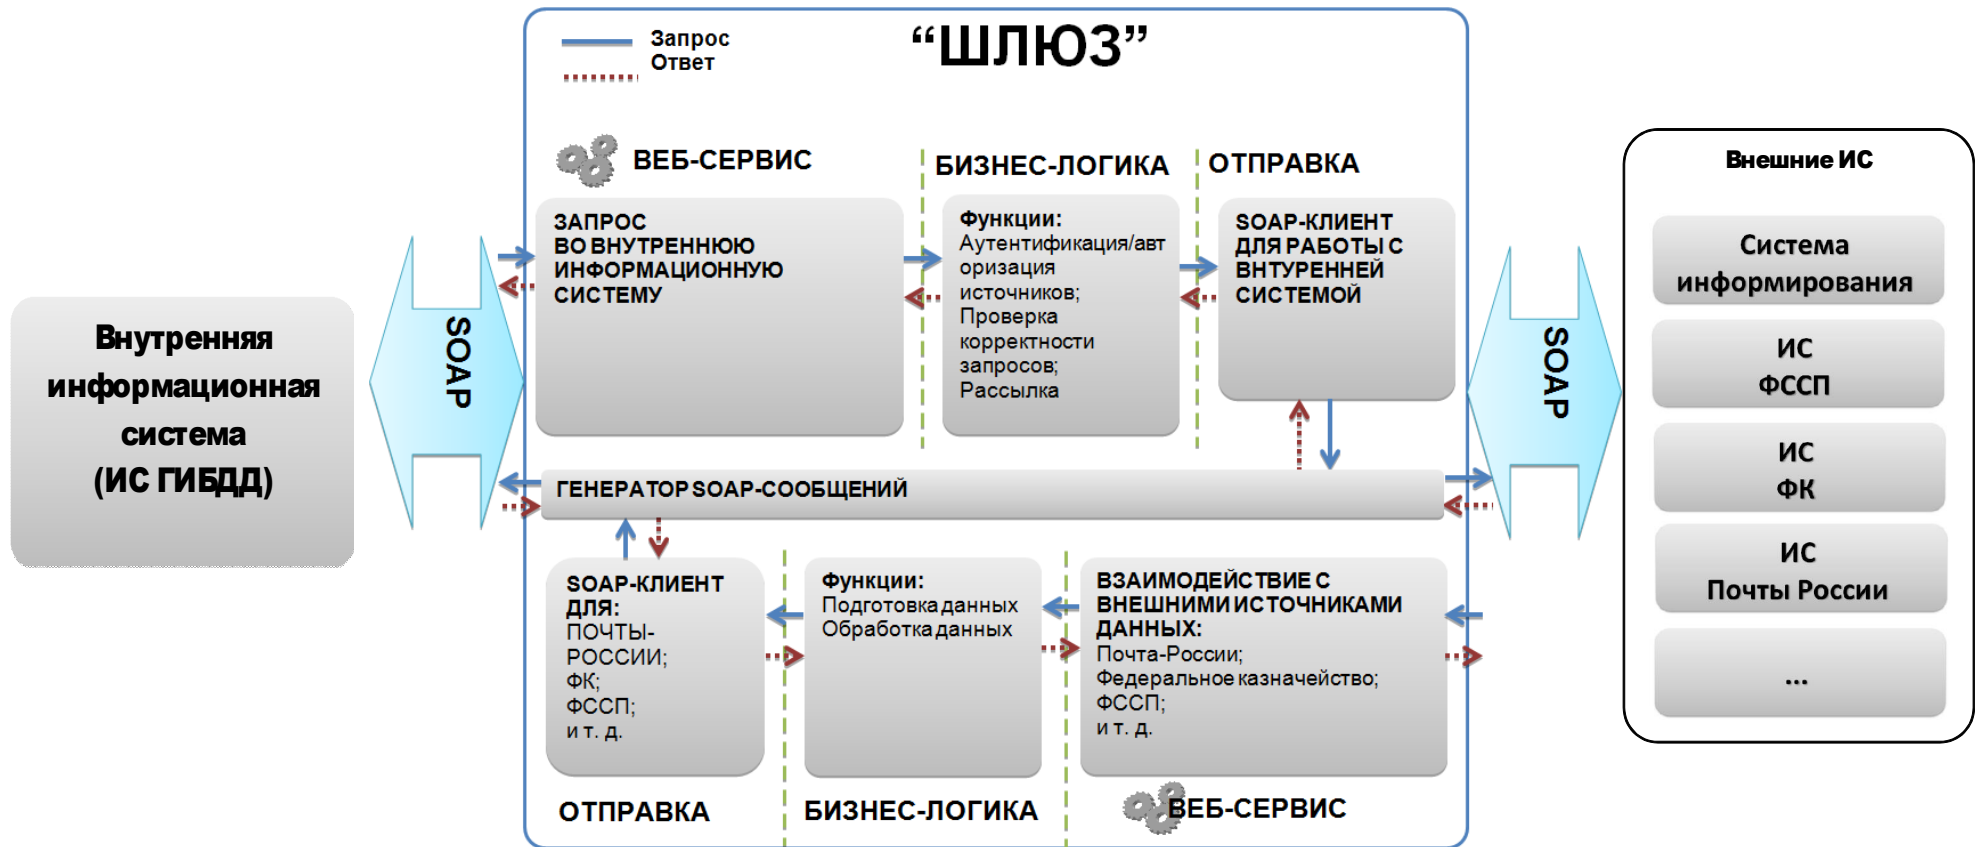 Запрос
Ответ
“ШЛЮЗ”
ВЕБ-СЕРВИС
БИЗНЕС-ЛОГИКА
ОТПРАВКА
ЗАПРОС
ВО ВНУТРЕННЮЮ
ИНФОРМАЦИОННУЮ
СИСТЕМУ
Функции:
Аутентификация/авт
оризация
источников;
Проверка
корректности
запросов;
Рассылка
SOAP-КЛИЕНТ
ДЛЯ РАБОТЫ С
ВНТУРЕННЕЙ
СИСТЕМОЙ
Внутренняя
информационная
система
(ИС ГИБДД)
SOAP
SOAP
ГЕНЕРАТОР SOAP-СООБЩЕНИЙ
SOAP-КЛИЕНТ
ДЛЯ:
ПОЧТЫ-
РОССИИ;
ФК;
ФССП;
и т. д.
Функции:
Подготовка данных
Обработка данных
ВЗАИМОДЕЙСТВИЕ С
ВНЕШНИМИ ИСТОЧНИКАМИ
ДАННЫХ:
Почта-России;
Федеральное казначейство;
ФССП;
и т. д.
ОТПРАВКА
БИЗНЕС-ЛОГИКА
ВЕБ-СЕРВИС
Внешние ИС
Система
информирования
ИС
ФССП
ИС
ФК
ИС
Почты России
...